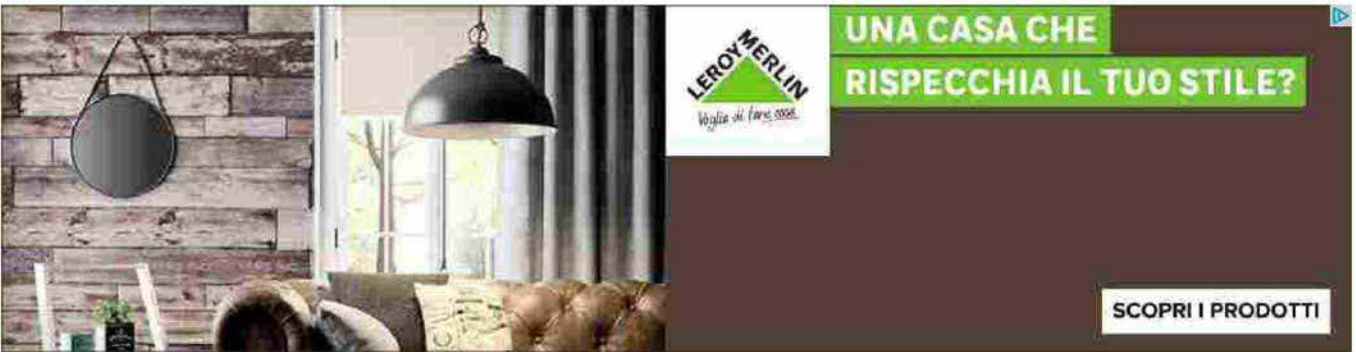 LEROY MERLIN
Voglia di fare casa.
UNA CASA CHE
RISPECCHIA IL TUO STILE?
SCOPRI I PRODOTTI